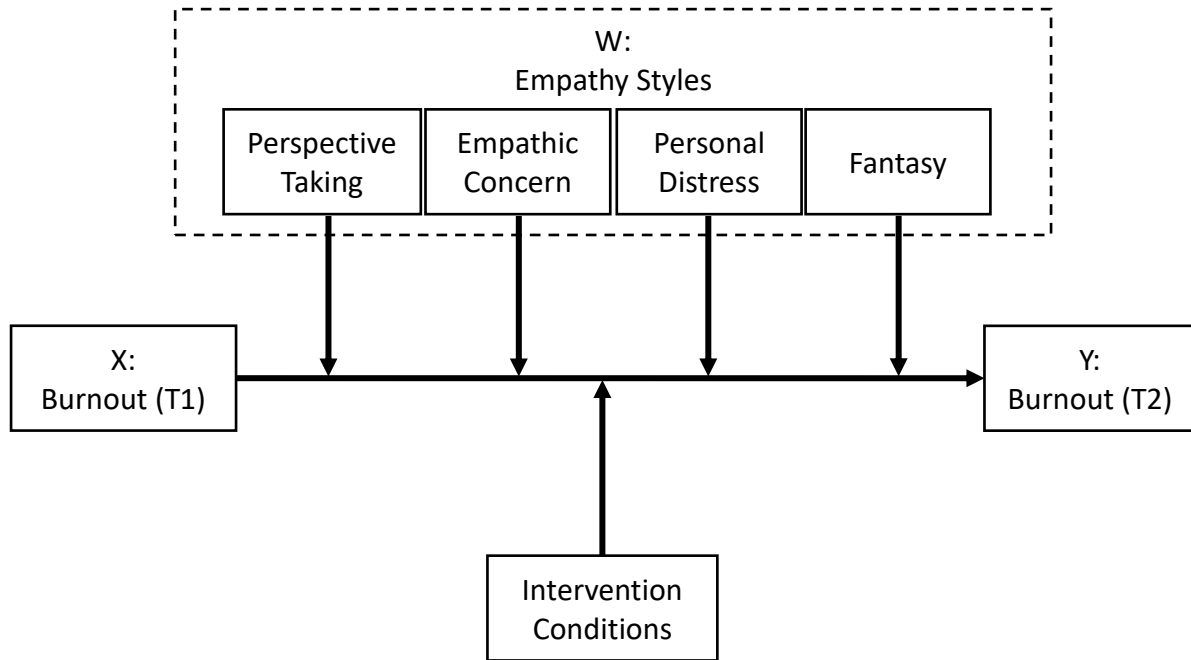 W:
Empathy Styles
Perspective
Taking
Empathic
Concern
Personal
Distress
Fantasy
X:
Burnout (T1)
Y:
Burnout (T2)
Intervention
Conditions